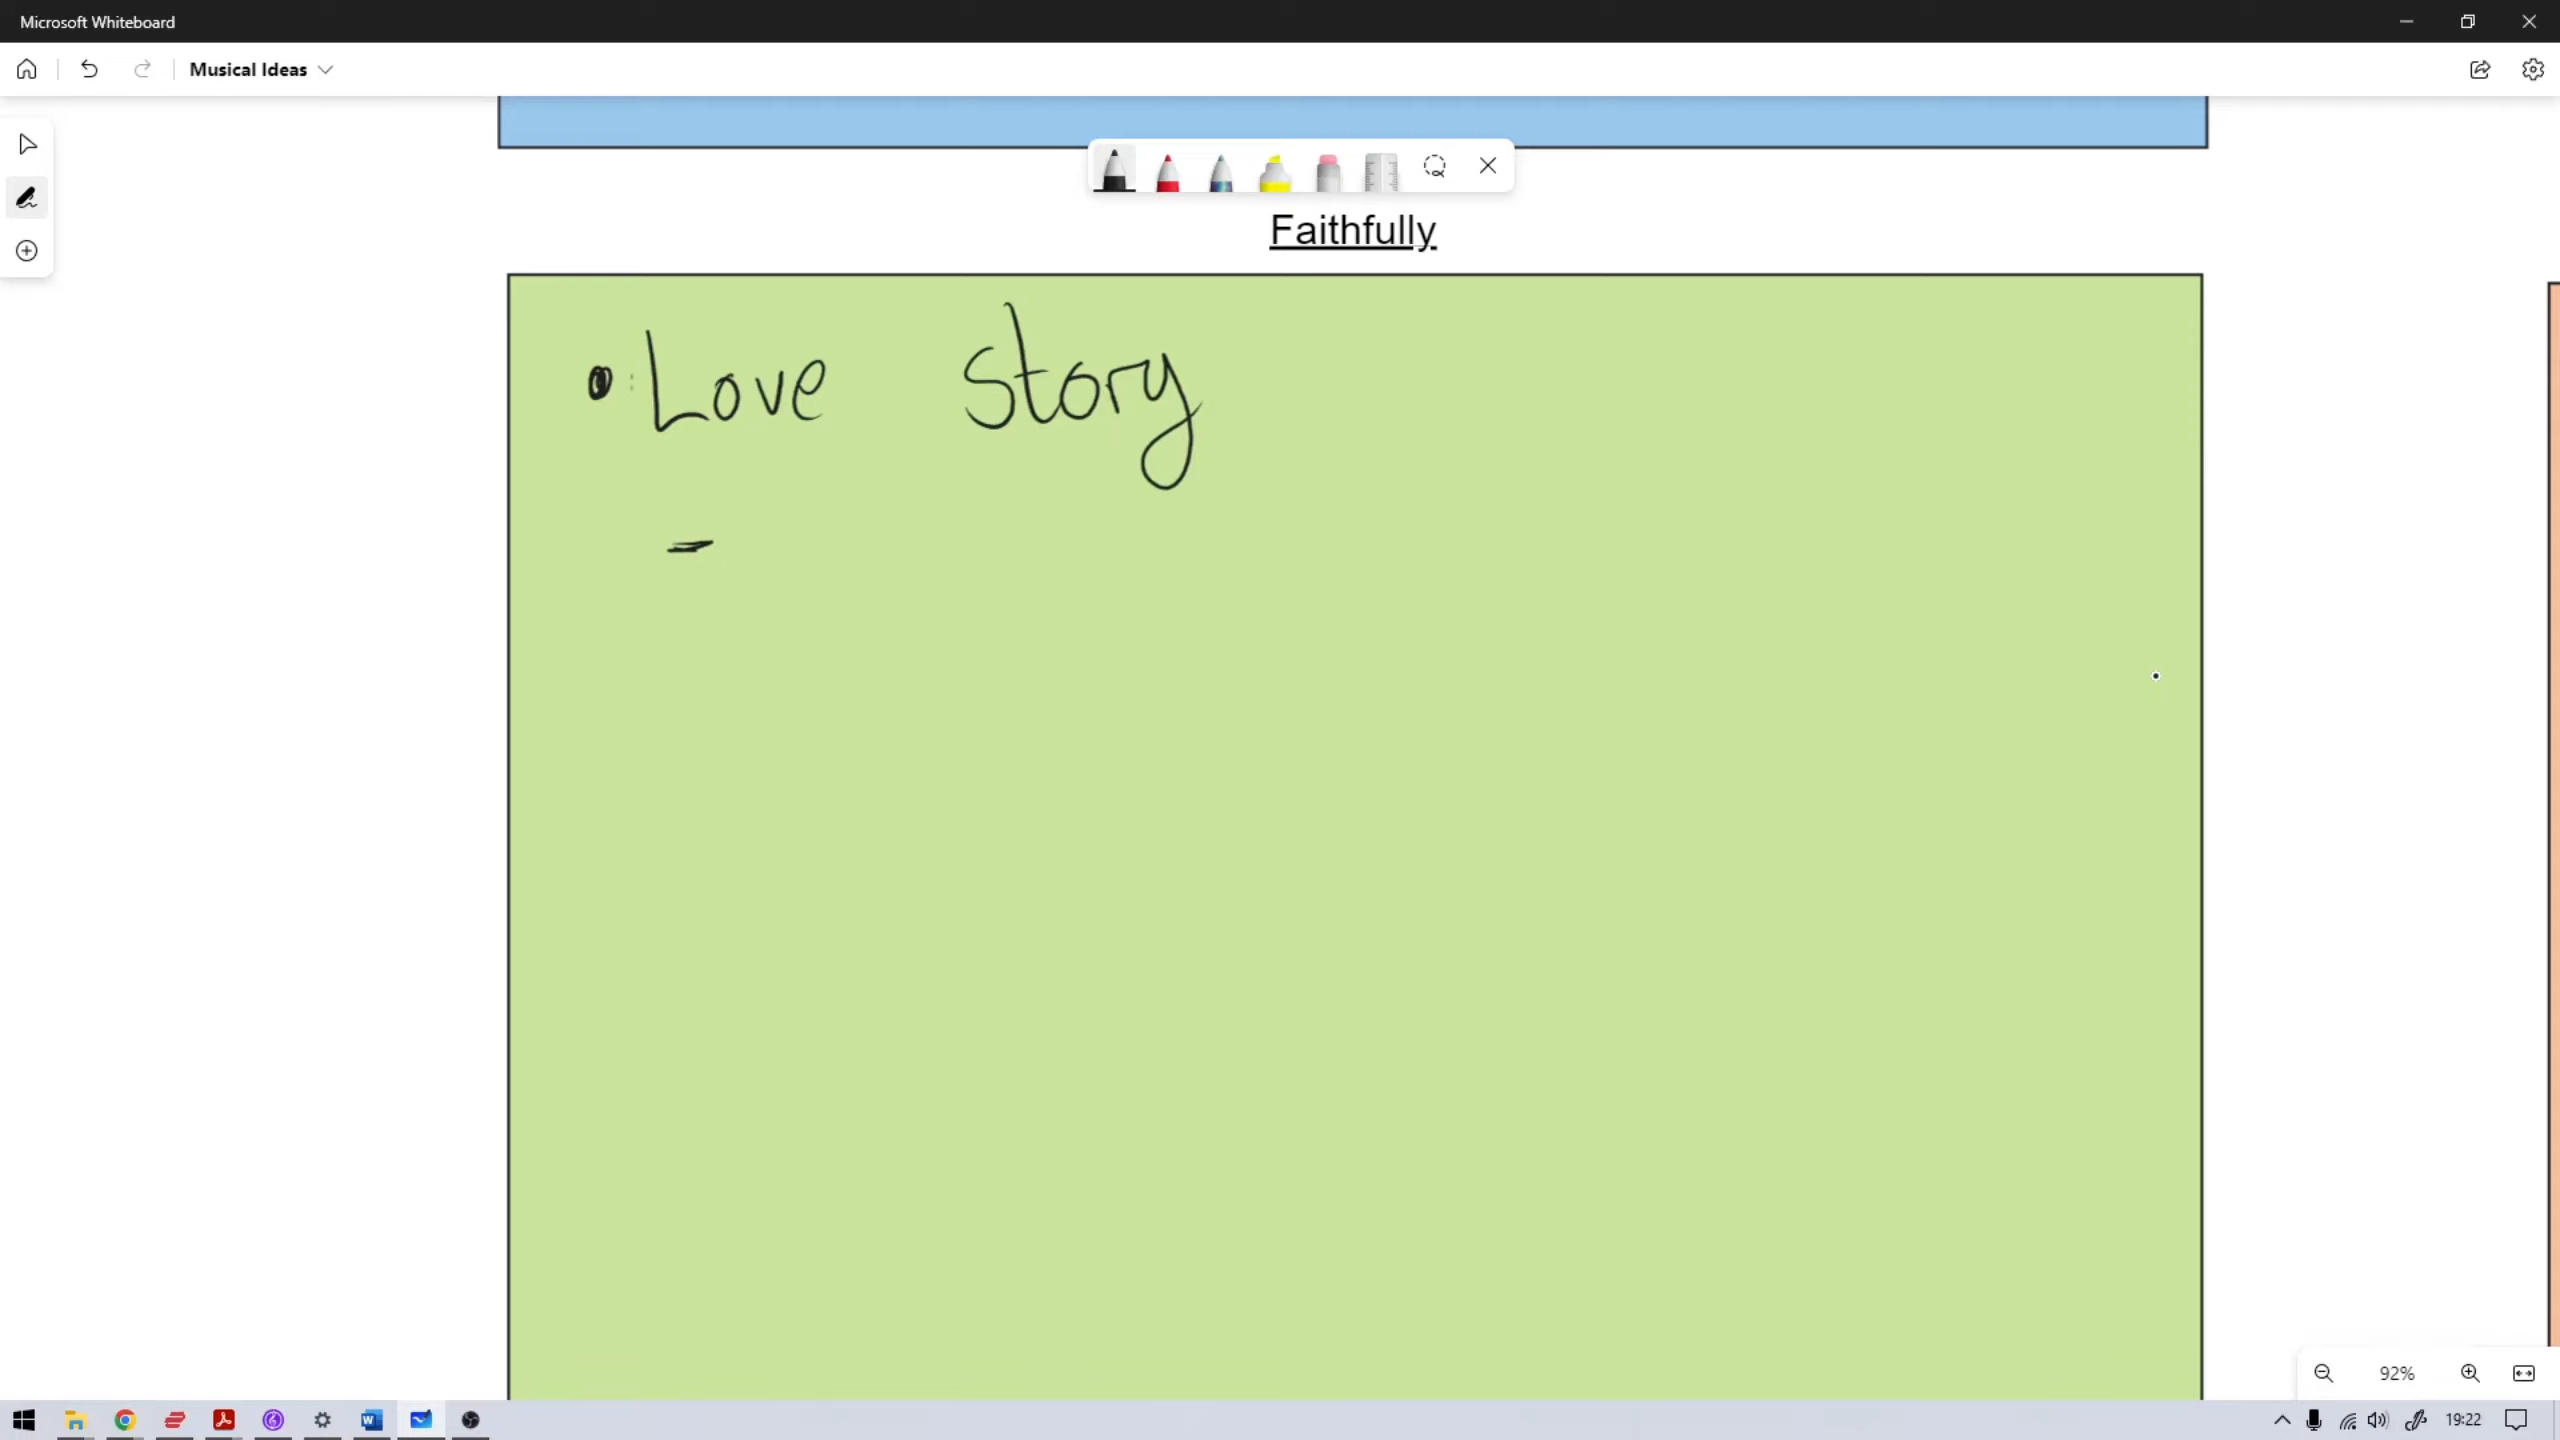 Microsoft Whiteboard
Musical Ideas
Faithfully
• Love Story
-
92%
19:22